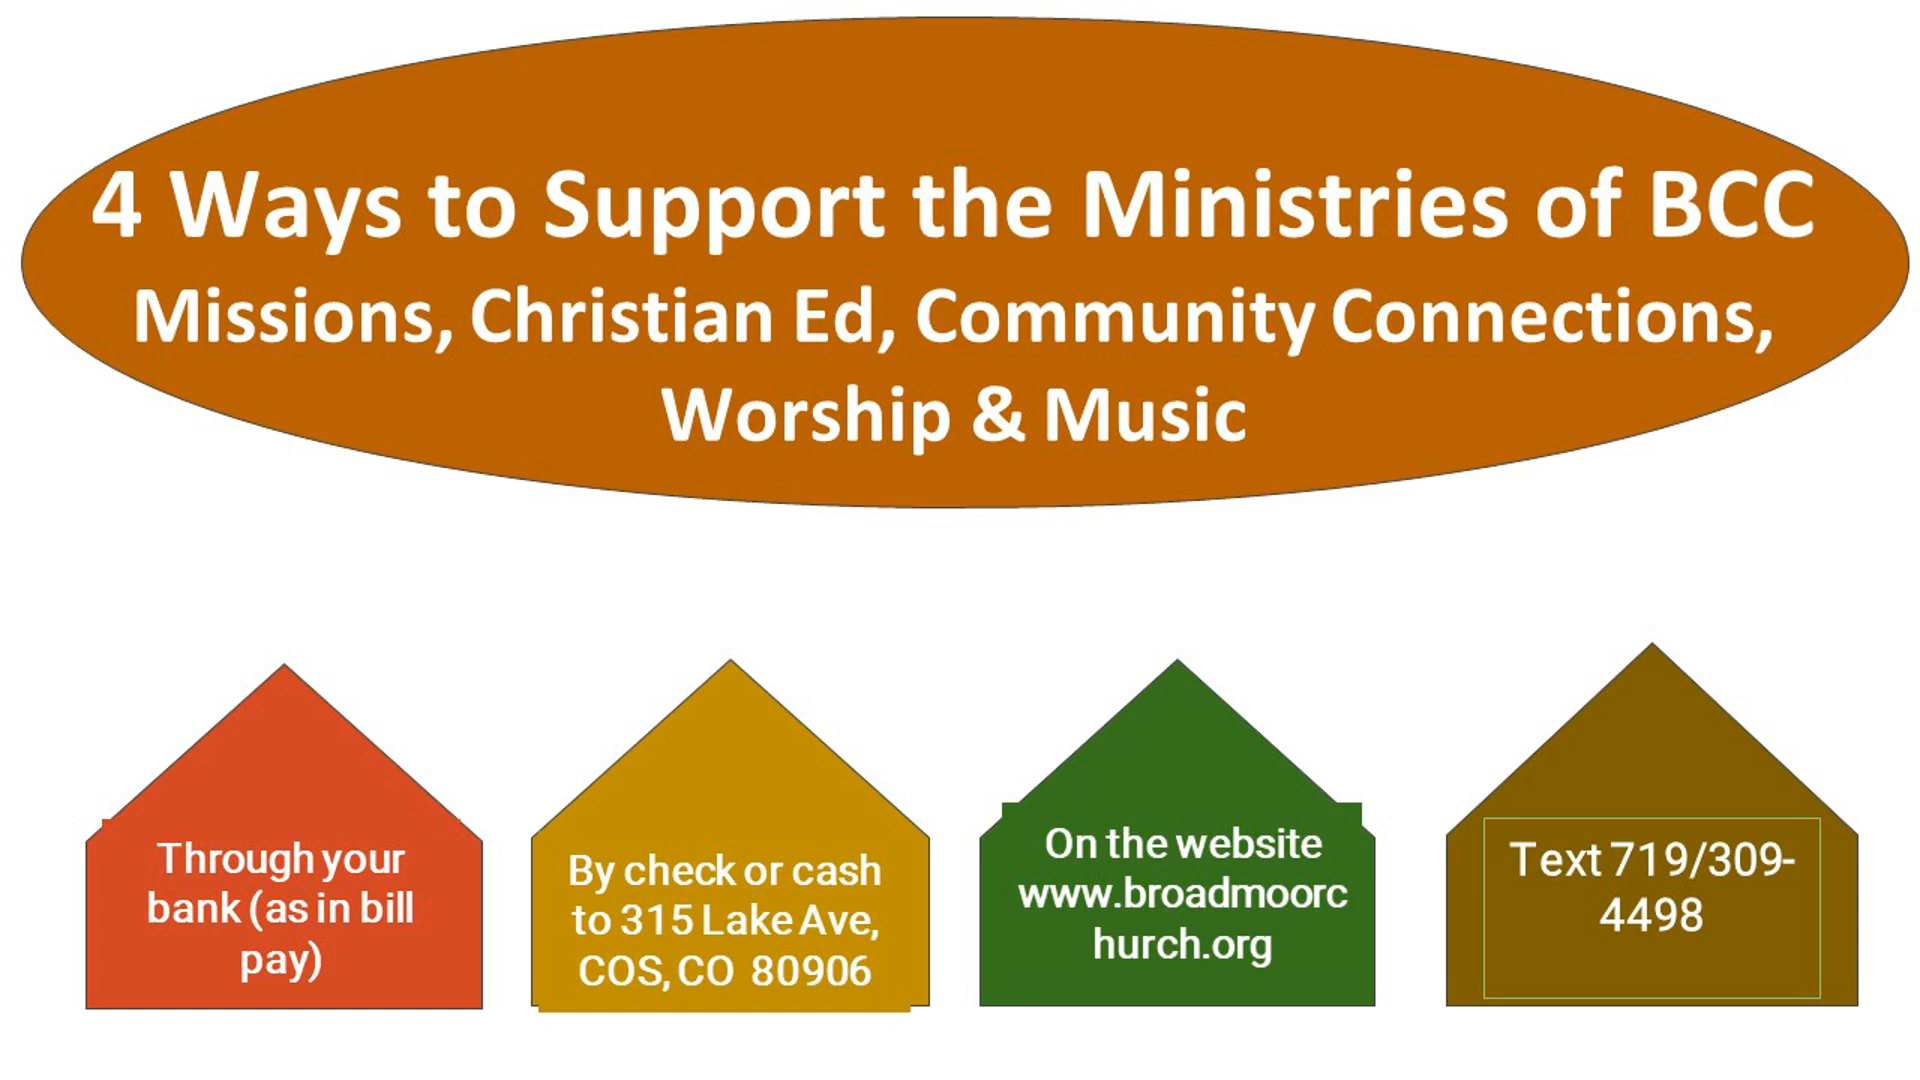 4 Ways to Support the Ministries of BCC
Missions, Christian Ed, Community Connections,
Worship & Music
Through your
bank (as in bill
pay)
By check or cash
to 315 Lake Ave,
COS, CO 80906
On the website
www.broadmoorc
hurch.org
Text 719/309-
4498